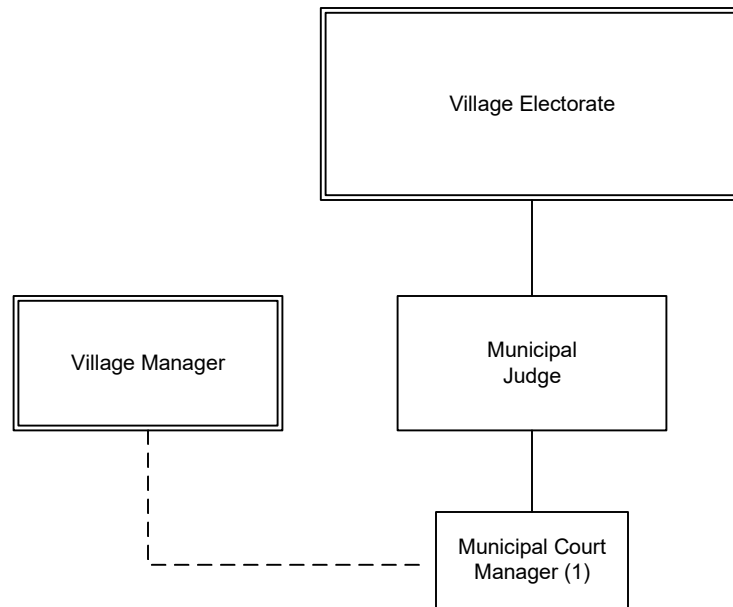 Village Electorate
Village Manager
Municipal
Judge
Municipal Court
Manager (1)